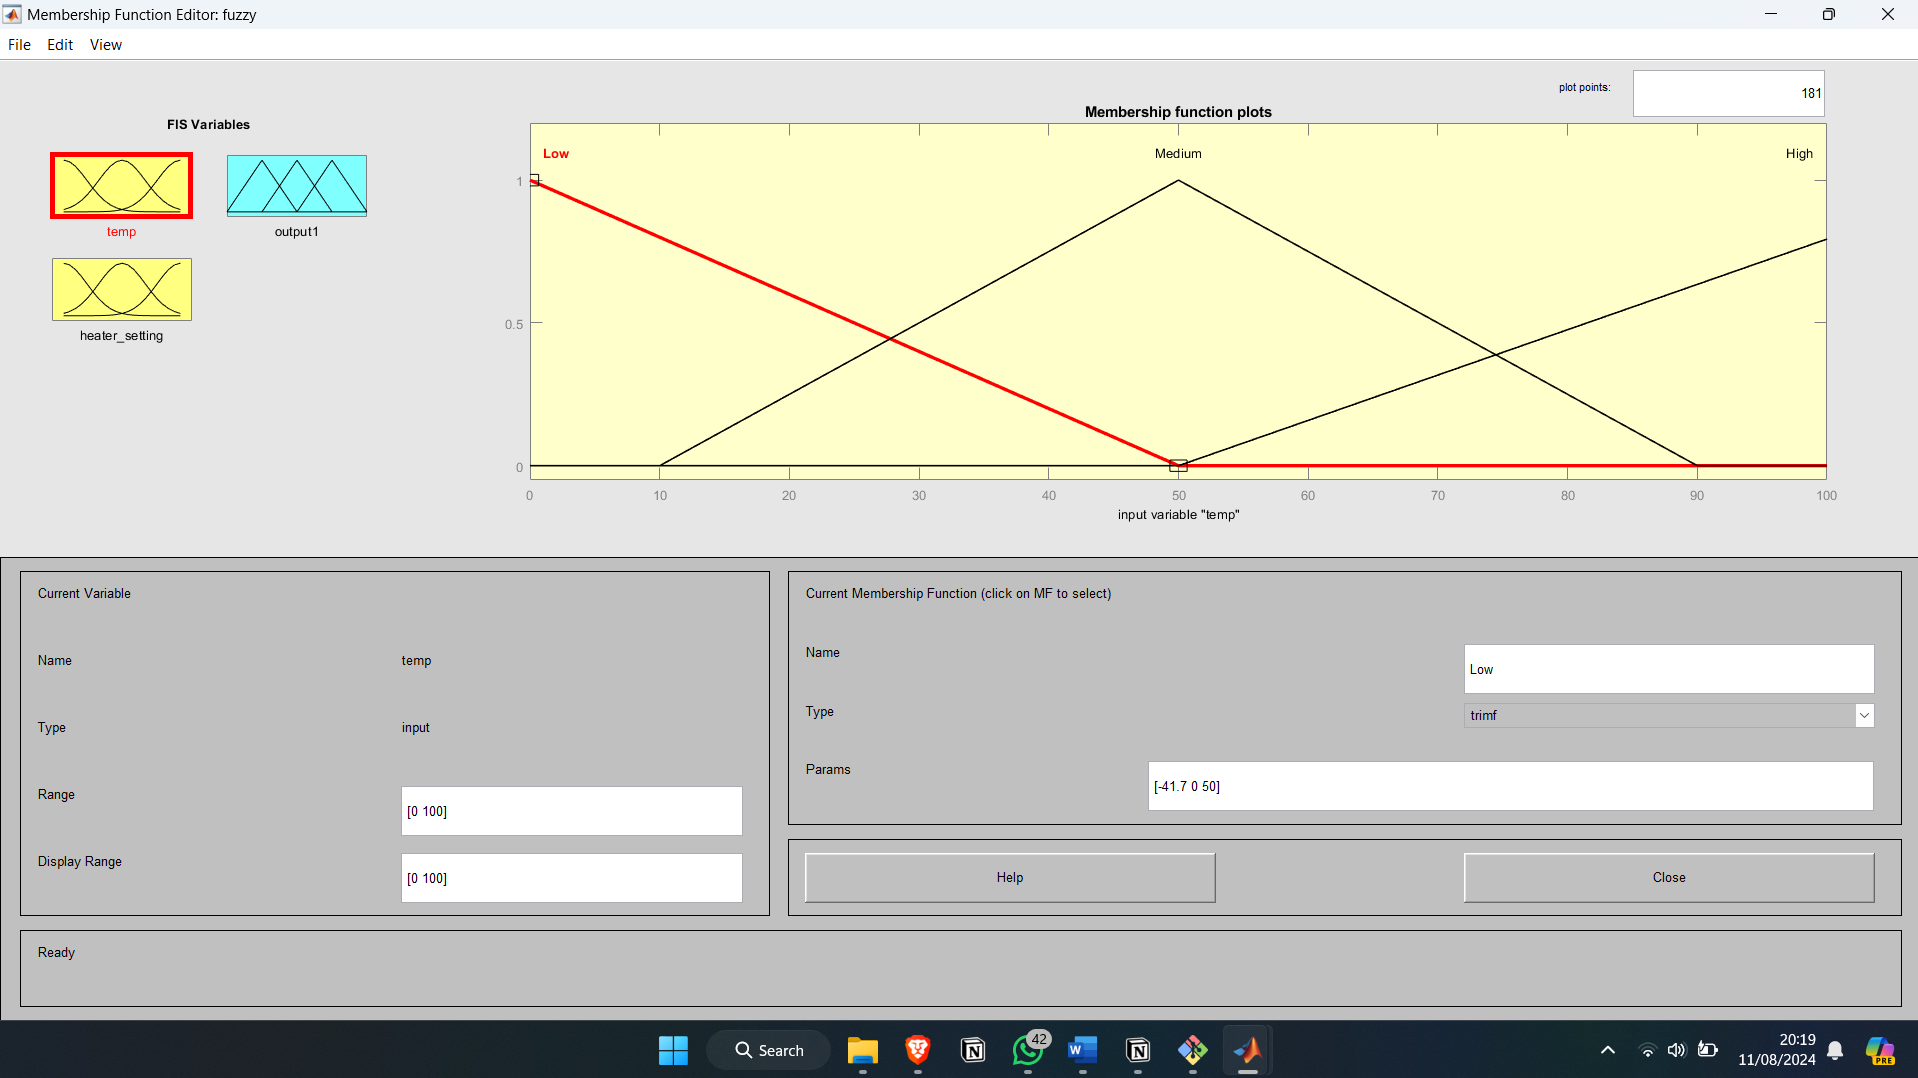 Membership Function Editor: fuzzy
File Edit View
plot points:
181
FIS Variables
temp
output1
heater_setting
Membership function plots
Low
Medium
High
1
0.5
0
0 10 20 30 40 50 60 70 80 90 100
input variable "temp"
Current Variable
Name temp
Type input
Range [0 100]
Display Range [0 100]
Current Membership Function (click on MF to select)
Name Low
Type trimf
Params [-41.7 0 50]
Help
Close
Ready
Search
42
20:19
11/08/2024
PRE